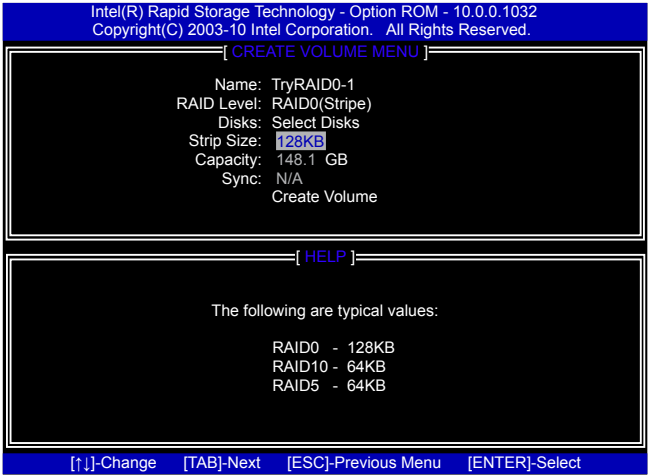 Intel(R) Rapid Storage Technology - Option ROM - 10.0.0.1032
Copyright(C) 2003-10 Intel Corporation. All Rights Reserved.
[ CREATE VOLUME MENU ]
Name: TryRAID0-1
RAID Level: RAID0(Stripe)
Disks: Select Disks
Strip Size: 128KB
Capacity: 148.1 GB
Sync: N/A
Create Volume
[ HELP ]
The following are typical values:
RAID0 - 128KB
RAID10 - 64KB
RAID5 - 64KB
[↑↓]-Change [TAB]-Next [ESC]-Previous Menu [ENTER]-Select